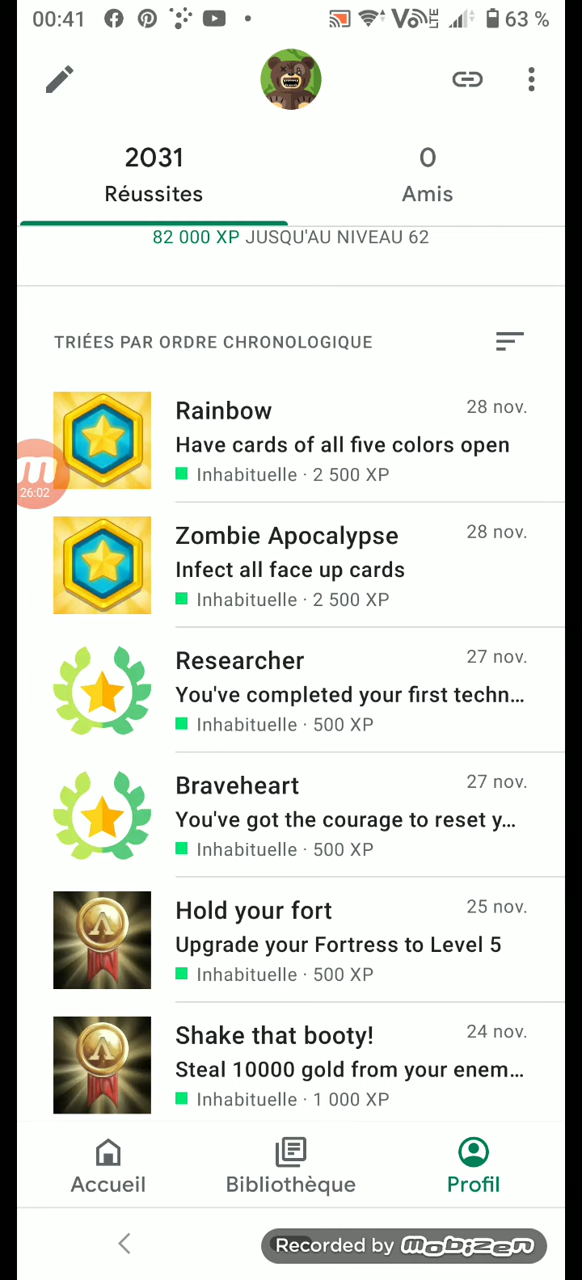 00:41 63 %
2031 0
Réussites Amis
82 000 XP JUSQU'AU NIVEAU 62
TRIÉES PAR ORDRE CHRONOLOGIQUE
Rainbow 28 nov.
Have cards of all five colors open
Inhabituelle · 2 500 XP
26:02
Zombie Apocalypse 28 nov.
Infect all face up cards
Inhabituelle · 2 500 XP
Researcher 27 nov.
You've completed your first techn...
Inhabituelle · 500 XP
Braveheart 27 nov.
You've got the courage to reset y...
Inhabituelle · 500 XP
Hold your fort 25 nov.
Upgrade your Fortress to Level 5
Inhabituelle · 500 XP
Shake that booty! 24 nov.
Steal 10000 gold from your enem...
Inhabituelle · 1 000 XP
Accueil Bibliothèque Profil
Recorded by mobizen